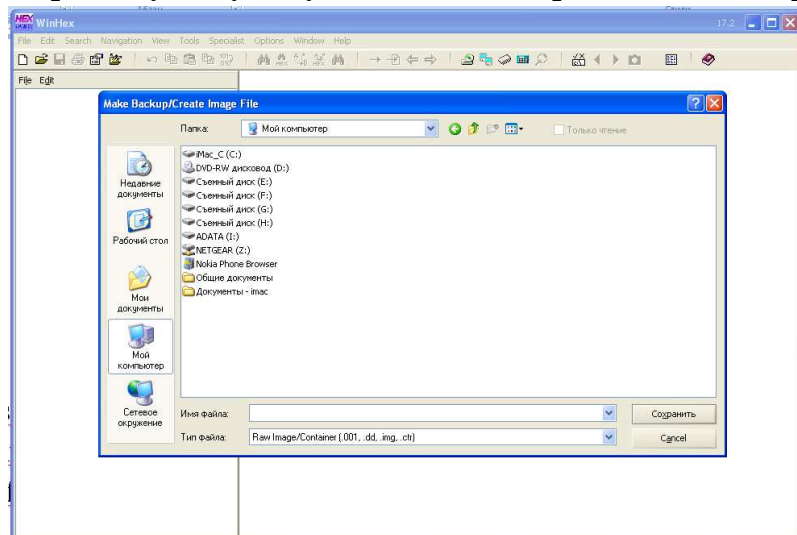 WinHex 17.2
File Edit Search Navigation View Tools Specialist Options Window Help
File Edit
Make Backup/Create Image File
Папка: Мой компьютер Только чтение
iMac_C (C:)
DVD-RW дисковод (D:)
Съемный диск (E:)
Съемный диск (F:)
Съемный диск (G:)
Съемный диск (H:)
ADATA (I:)
NETGEAR (Z:)
Nokia Phone Browser
Общие документы
Документы - imac
Недавние
документы
Рабочий стол
Мои
документы
Мой
компьютер
Сетевое
окружение
Имя файла: Сохранить
Тип файла: Raw Image/Container (.001, .dd, .img, .ctr) Cancel